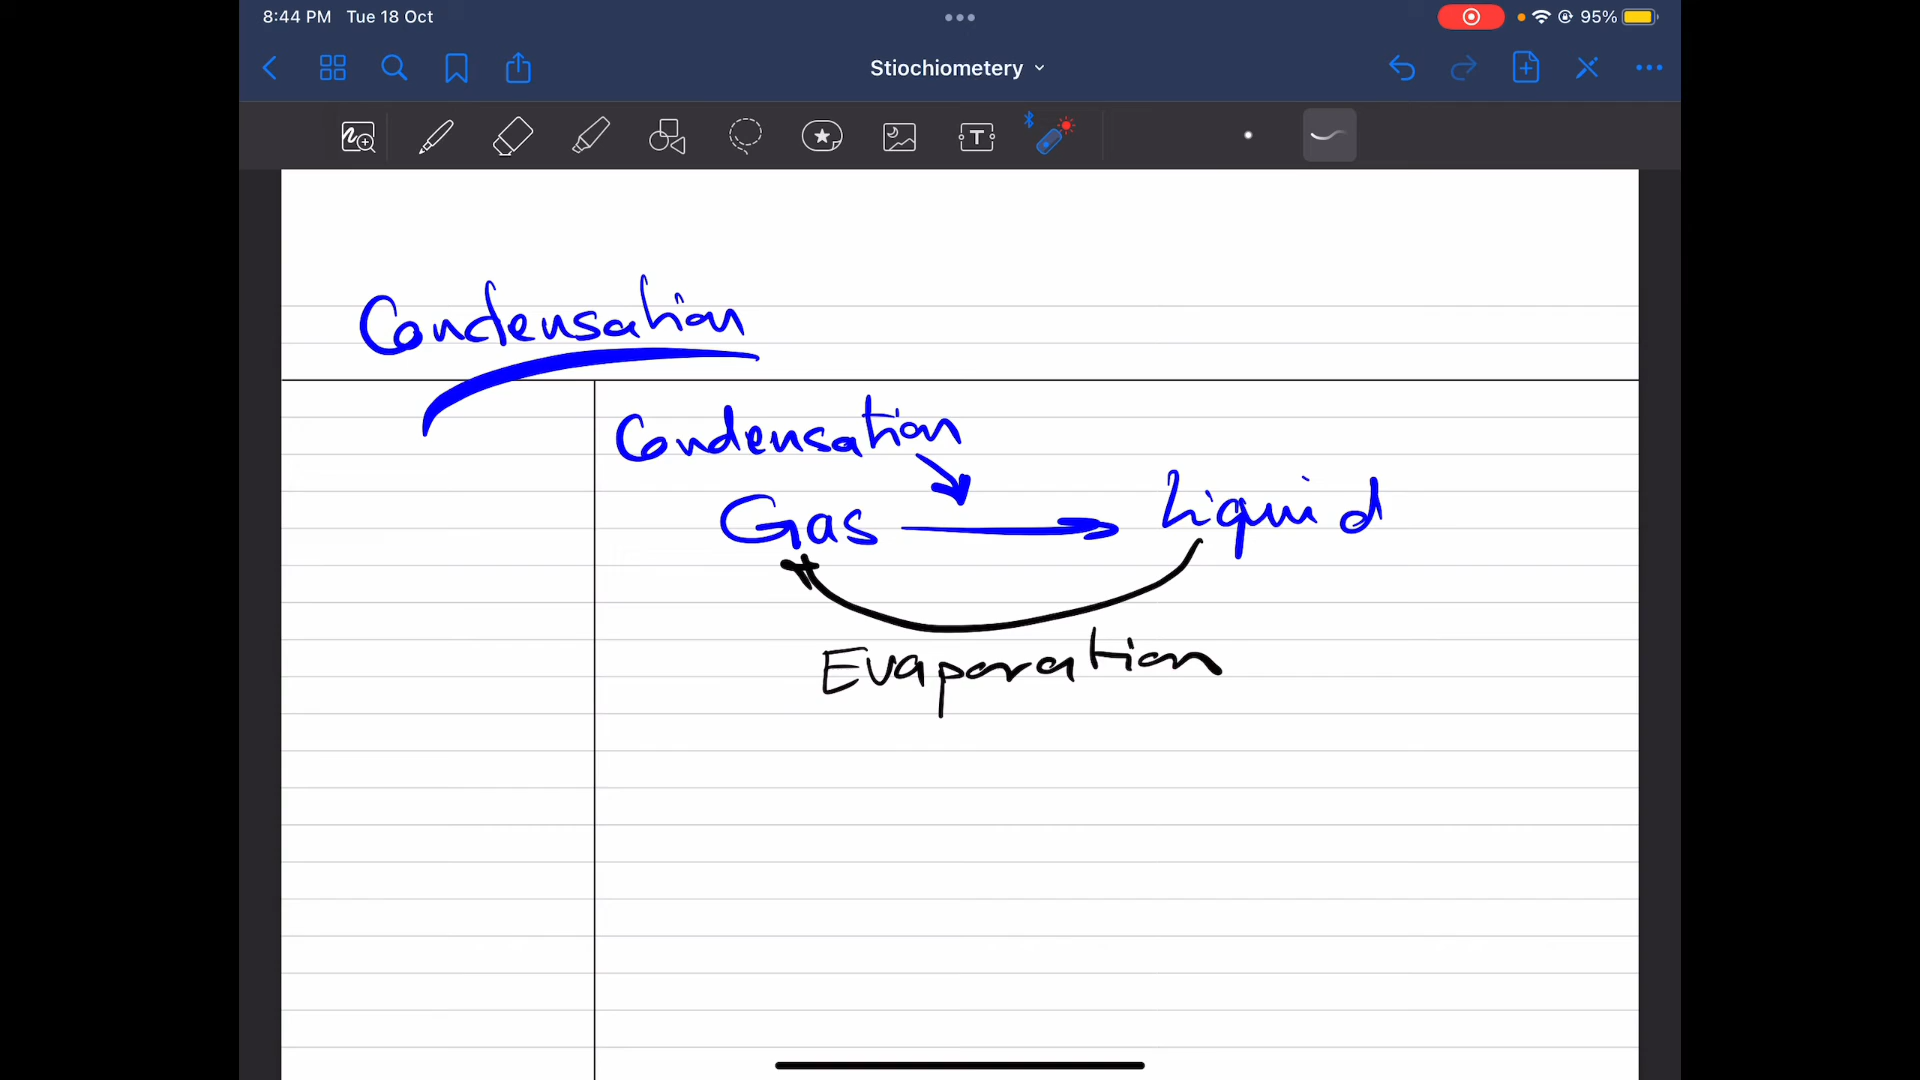 8:44 PM Tue 18 Oct
95%
Stiochiometery
T
Condensation
Condensation
Gas → Liquid
Evaporation